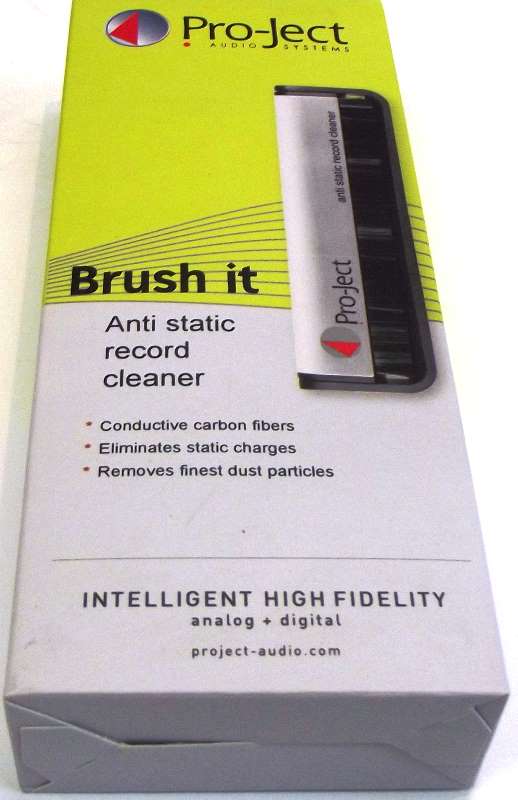 Pro-Ject
AUDIO SYSTEMS
anti static record cleaner
Pro-Ject
Brush it
Anti static
record
cleaner
* Conductive carbon fibers
* Eliminates static charges
* Removes finest dust particles
INTELLIGENT HIGH FIDELITY
analog + digital
project-audio.com